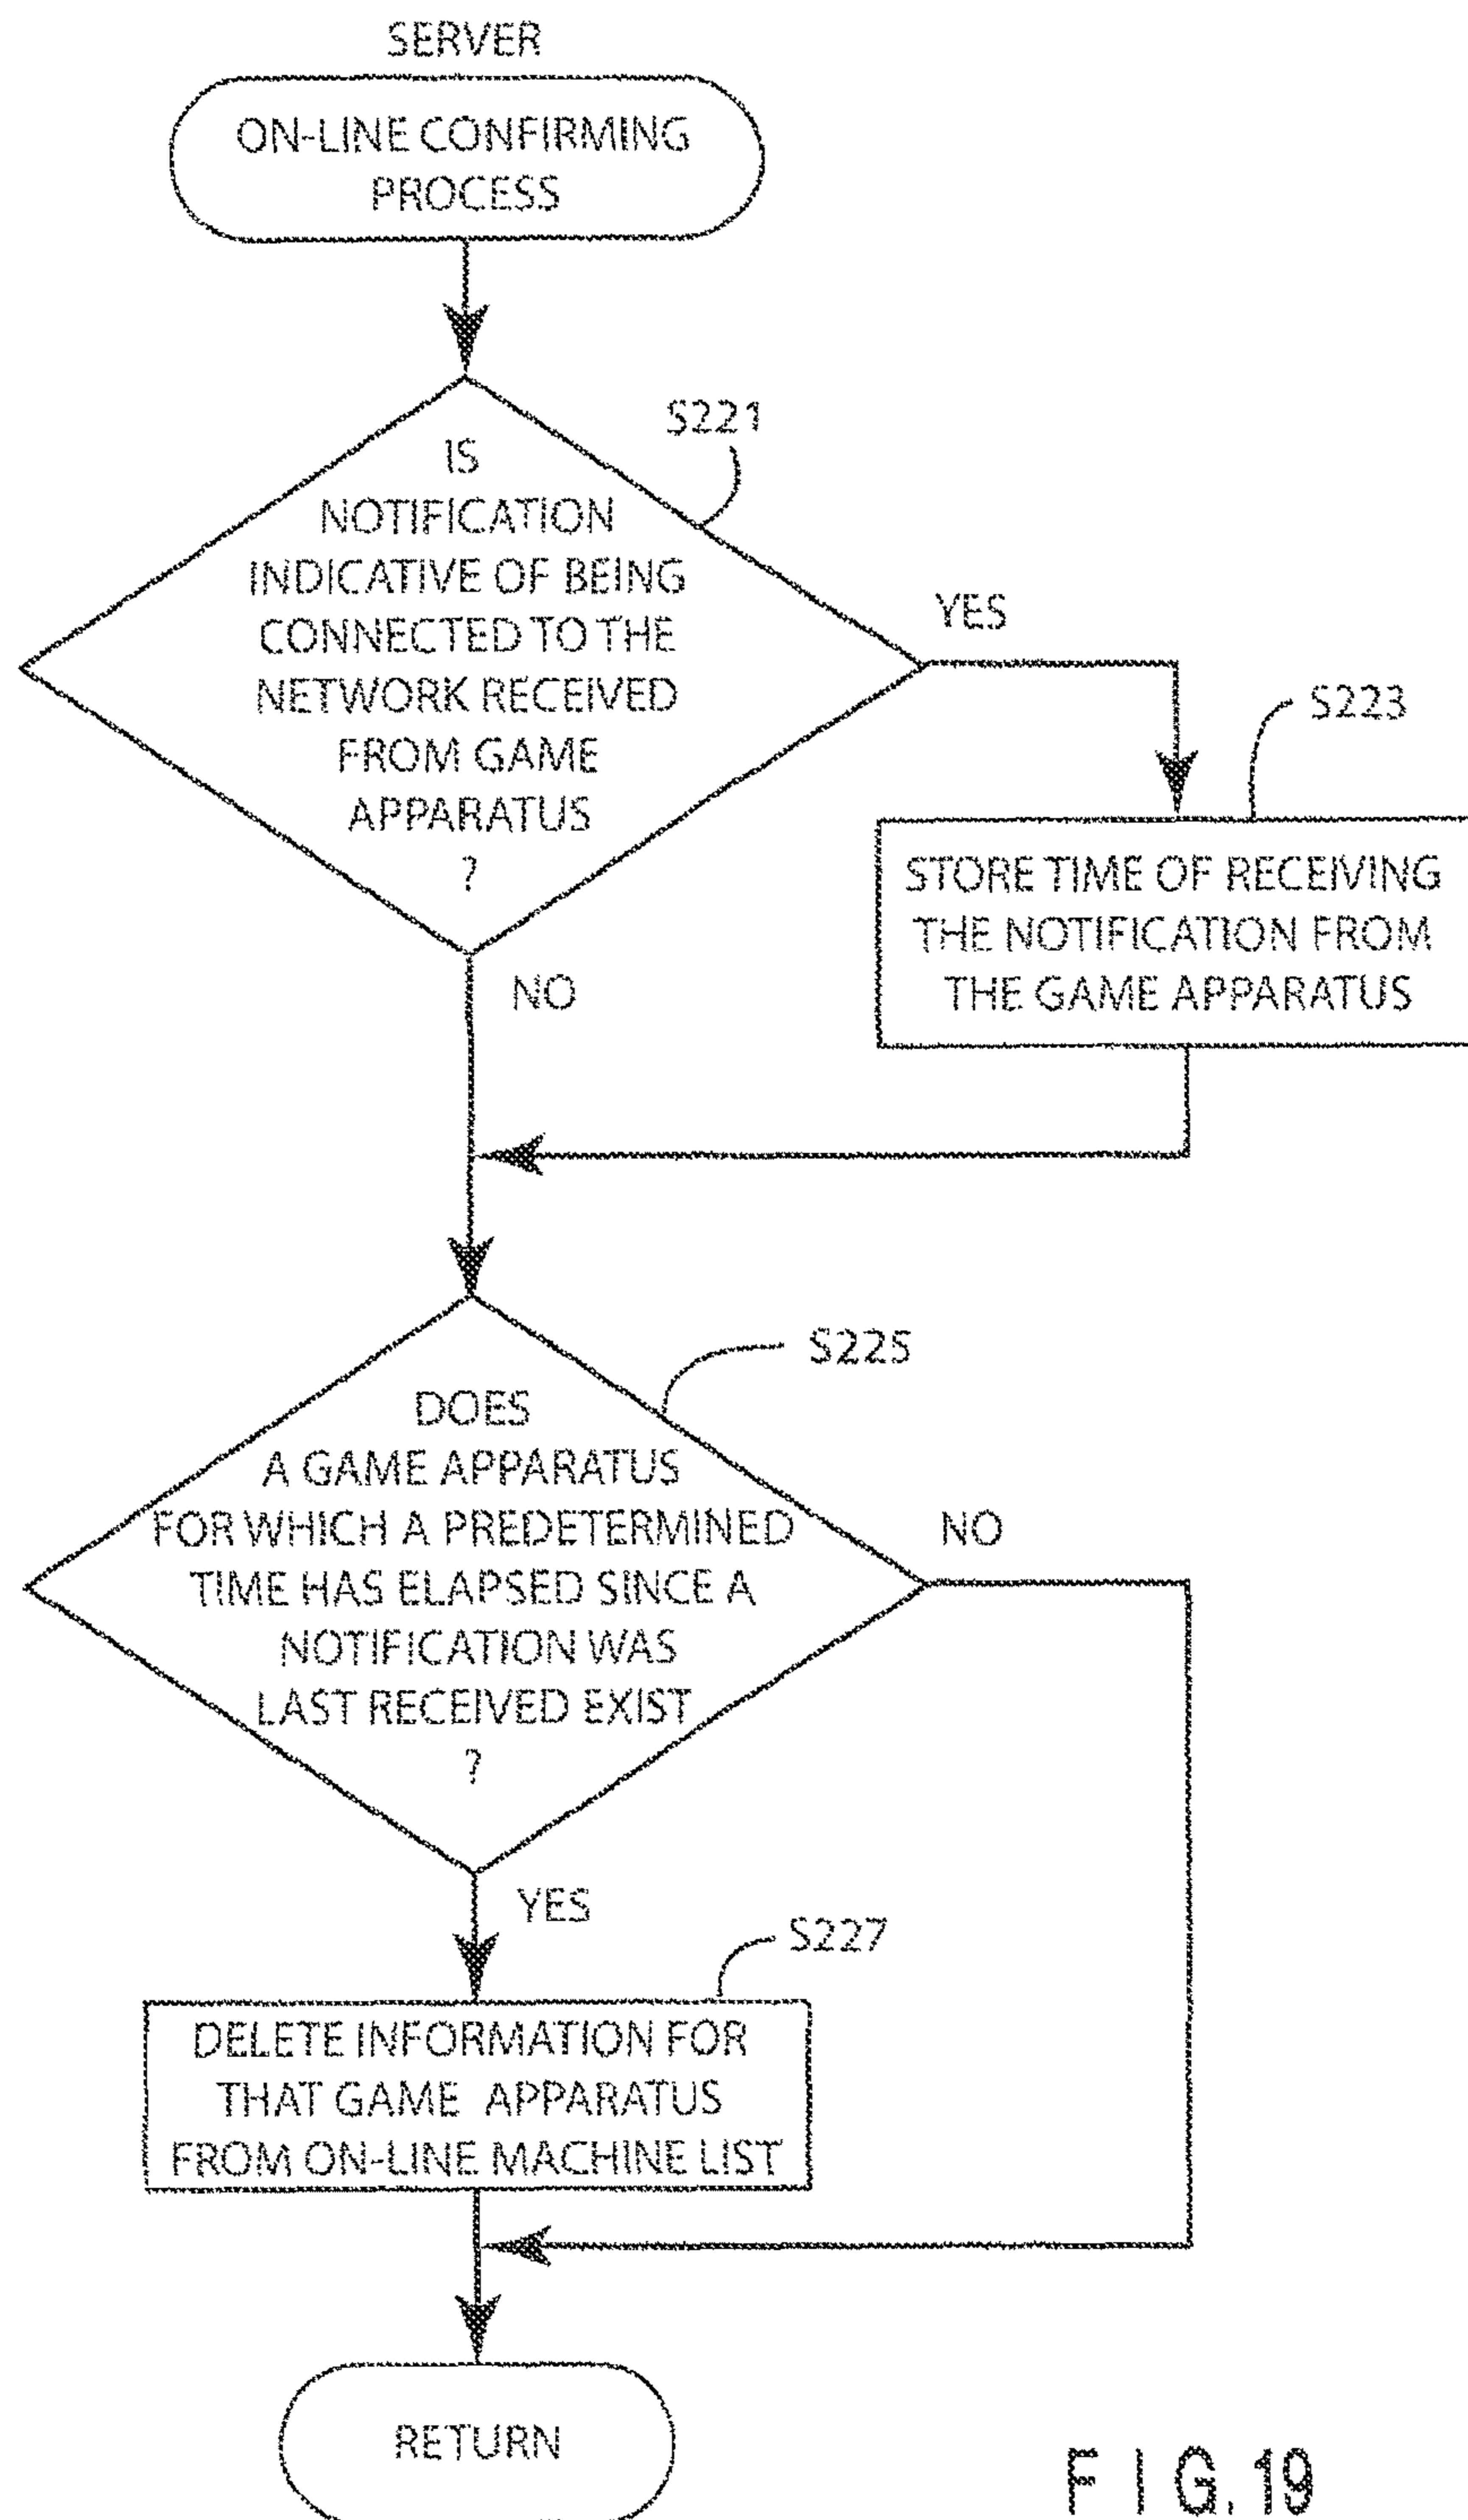 SERVER
ON-LINE CONFIRMING
PROCESS
S221
IS
NOTIFICATION
INDICATIVE OF BEING
CONNECTED TO THE
NETWORK RECEIVED
FROM GAME
APPARATUS
?
YES
S223
STORE TIME OF RECEIVING
THE NOTIFICATION FROM
THE GAME APPARATUS
NO
S225
DOES
A GAME APPARATUS
FOR WHICH A PREDETERMINED
TIME HAS ELAPSED SINCE A
NOTIFICATION WAS
LAST RECEIVED EXIST
?
NO
YES
S227
DELETE INFORMATION FOR
THAT GAME APPARATUS
FROM ON-LINE MACHINE LIST
RETURN
FIG.19